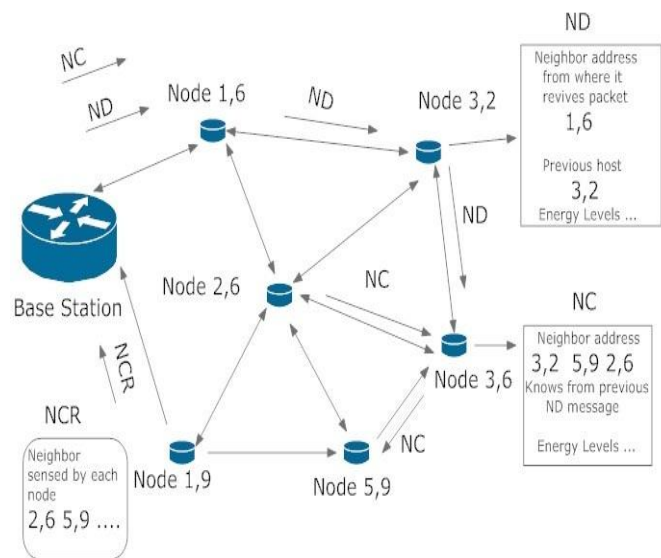 ND
NC
ND
Node 1,6
ND
Node 3,2
Neighbor address
from where it
revives packet
1,6
Previous host
3,2
Energy Levels ...
ND
Base Station
Node 2,6
NC
NC
Neighbor address
3,2 5,9 2,6
Knows from previous
ND message
Energy Levels ...
Node 3,6
NCR
NCR
Neighbor
sensed by each
node
2,6 5,9 ....
Node 1,9
NC
Node 5,9